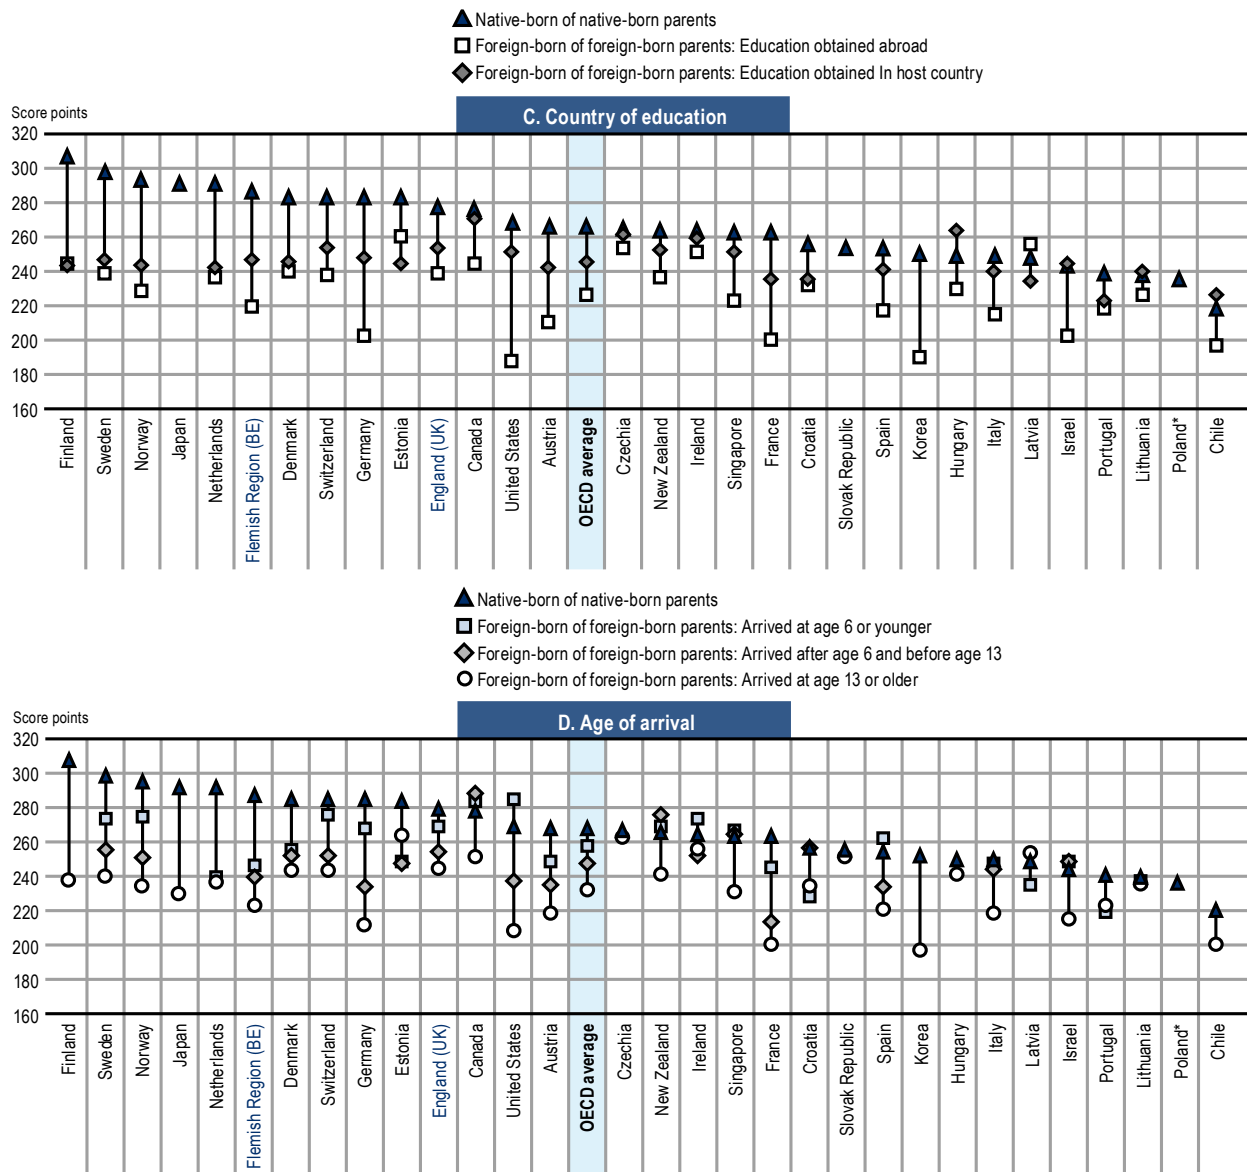 Native-born of native-born parents
Foreign-born of foreign-born parents: Education obtained abroad
Foreign-born of foreign-born parents: Education obtained In host country
C. Country of education
Score points
320
300
280
260
240
220
200
180
160
Finland
Sweden
Norway
Japan
Netherlands
Flemish Region (BE)
Denmark
Switzerland
Germany
Estonia
England (UK)
Canada
United States
Austria
OECD average
Czechia
New Zealand
Ireland
Singapore
France
Croatia
Slovak Republic
Spain
Korea
Hungary
Italy
Latvia
Israel
Portugal
Lithuania
Poland*
Chile
Native-born of native-born parents
Foreign-born of foreign-born parents: Arrived at age 6 or younger
Foreign-born of foreign-born parents: Arrived after age 6 and before age 13
Foreign-born of foreign-born parents: Arrived at age 13 or older
D. Age of arrival
Score points
320
300
280
260
240
220
200
180
160
Finland
Sweden
Norway
Japan
Netherlands
Flemish Region (BE)
Denmark
Switzerland
Germany
Estonia
England (UK)
Canada
United States
Austria
OECD average
Czechia
New Zealand
Ireland
Singapore
France
Croatia
Slovak Republic
Spain
Korea
Hungary
Italy
Latvia
Israel
Portugal
Lithuania
Poland*
Chile